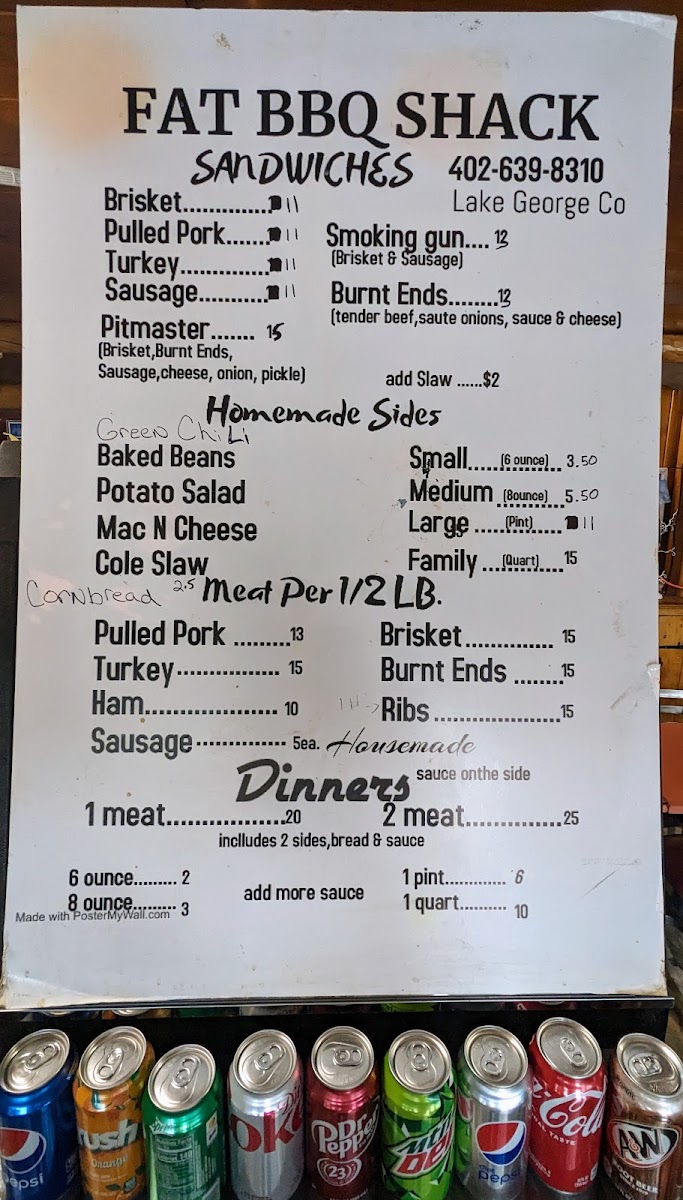 FAT BBQ SHACK
SANDWICHES 402-639-8310
Lake George Co
Brisket.............. 11
Pulled Pork....... 11
Turkey.............. 11
Sausage........... 11
Smoking gun.... 13
(Brisket & Sausage)
Burnt Ends........13
(tender beef,saute onions, sauce & cheese)
Pitmaster....... 15
(Brisket,Burnt Ends,
Sausage,cheese, onion, pickle)
add Slaw ......$2
Homemade Sides
Green Chili
Baked Beans
Potato Salad
Mac N Cheese
Cole Slaw
Cornbread 2.5
Small.....(6 ounce)... 3.50
Medium (8ounce) 5.50
Large .....(Pint)..... 11
Family ...(Quart).....15
Meat Per 1/2 LB.
Pulled Pork .........13
Turkey................ 15
Ham.................... 10
Sausage.............. 5ea. Housemade
Brisket.............. 15
Burnt Ends ........15
Ribs ....................15
Dinners sauce onthe side
1 meat..................20
2 meat..............25
inclludes 2 sides,bread & sauce
6 ounce......... 2
8 ounce......... 3
add more sauce
1 pint............. 6
1 quart.......... 10
Made with PosterMyWall.com
pepsi
rush
Orange
140
Dr Pepper
23
Mtn Dew
pepsi
Cola
A&W
ROOT BEER